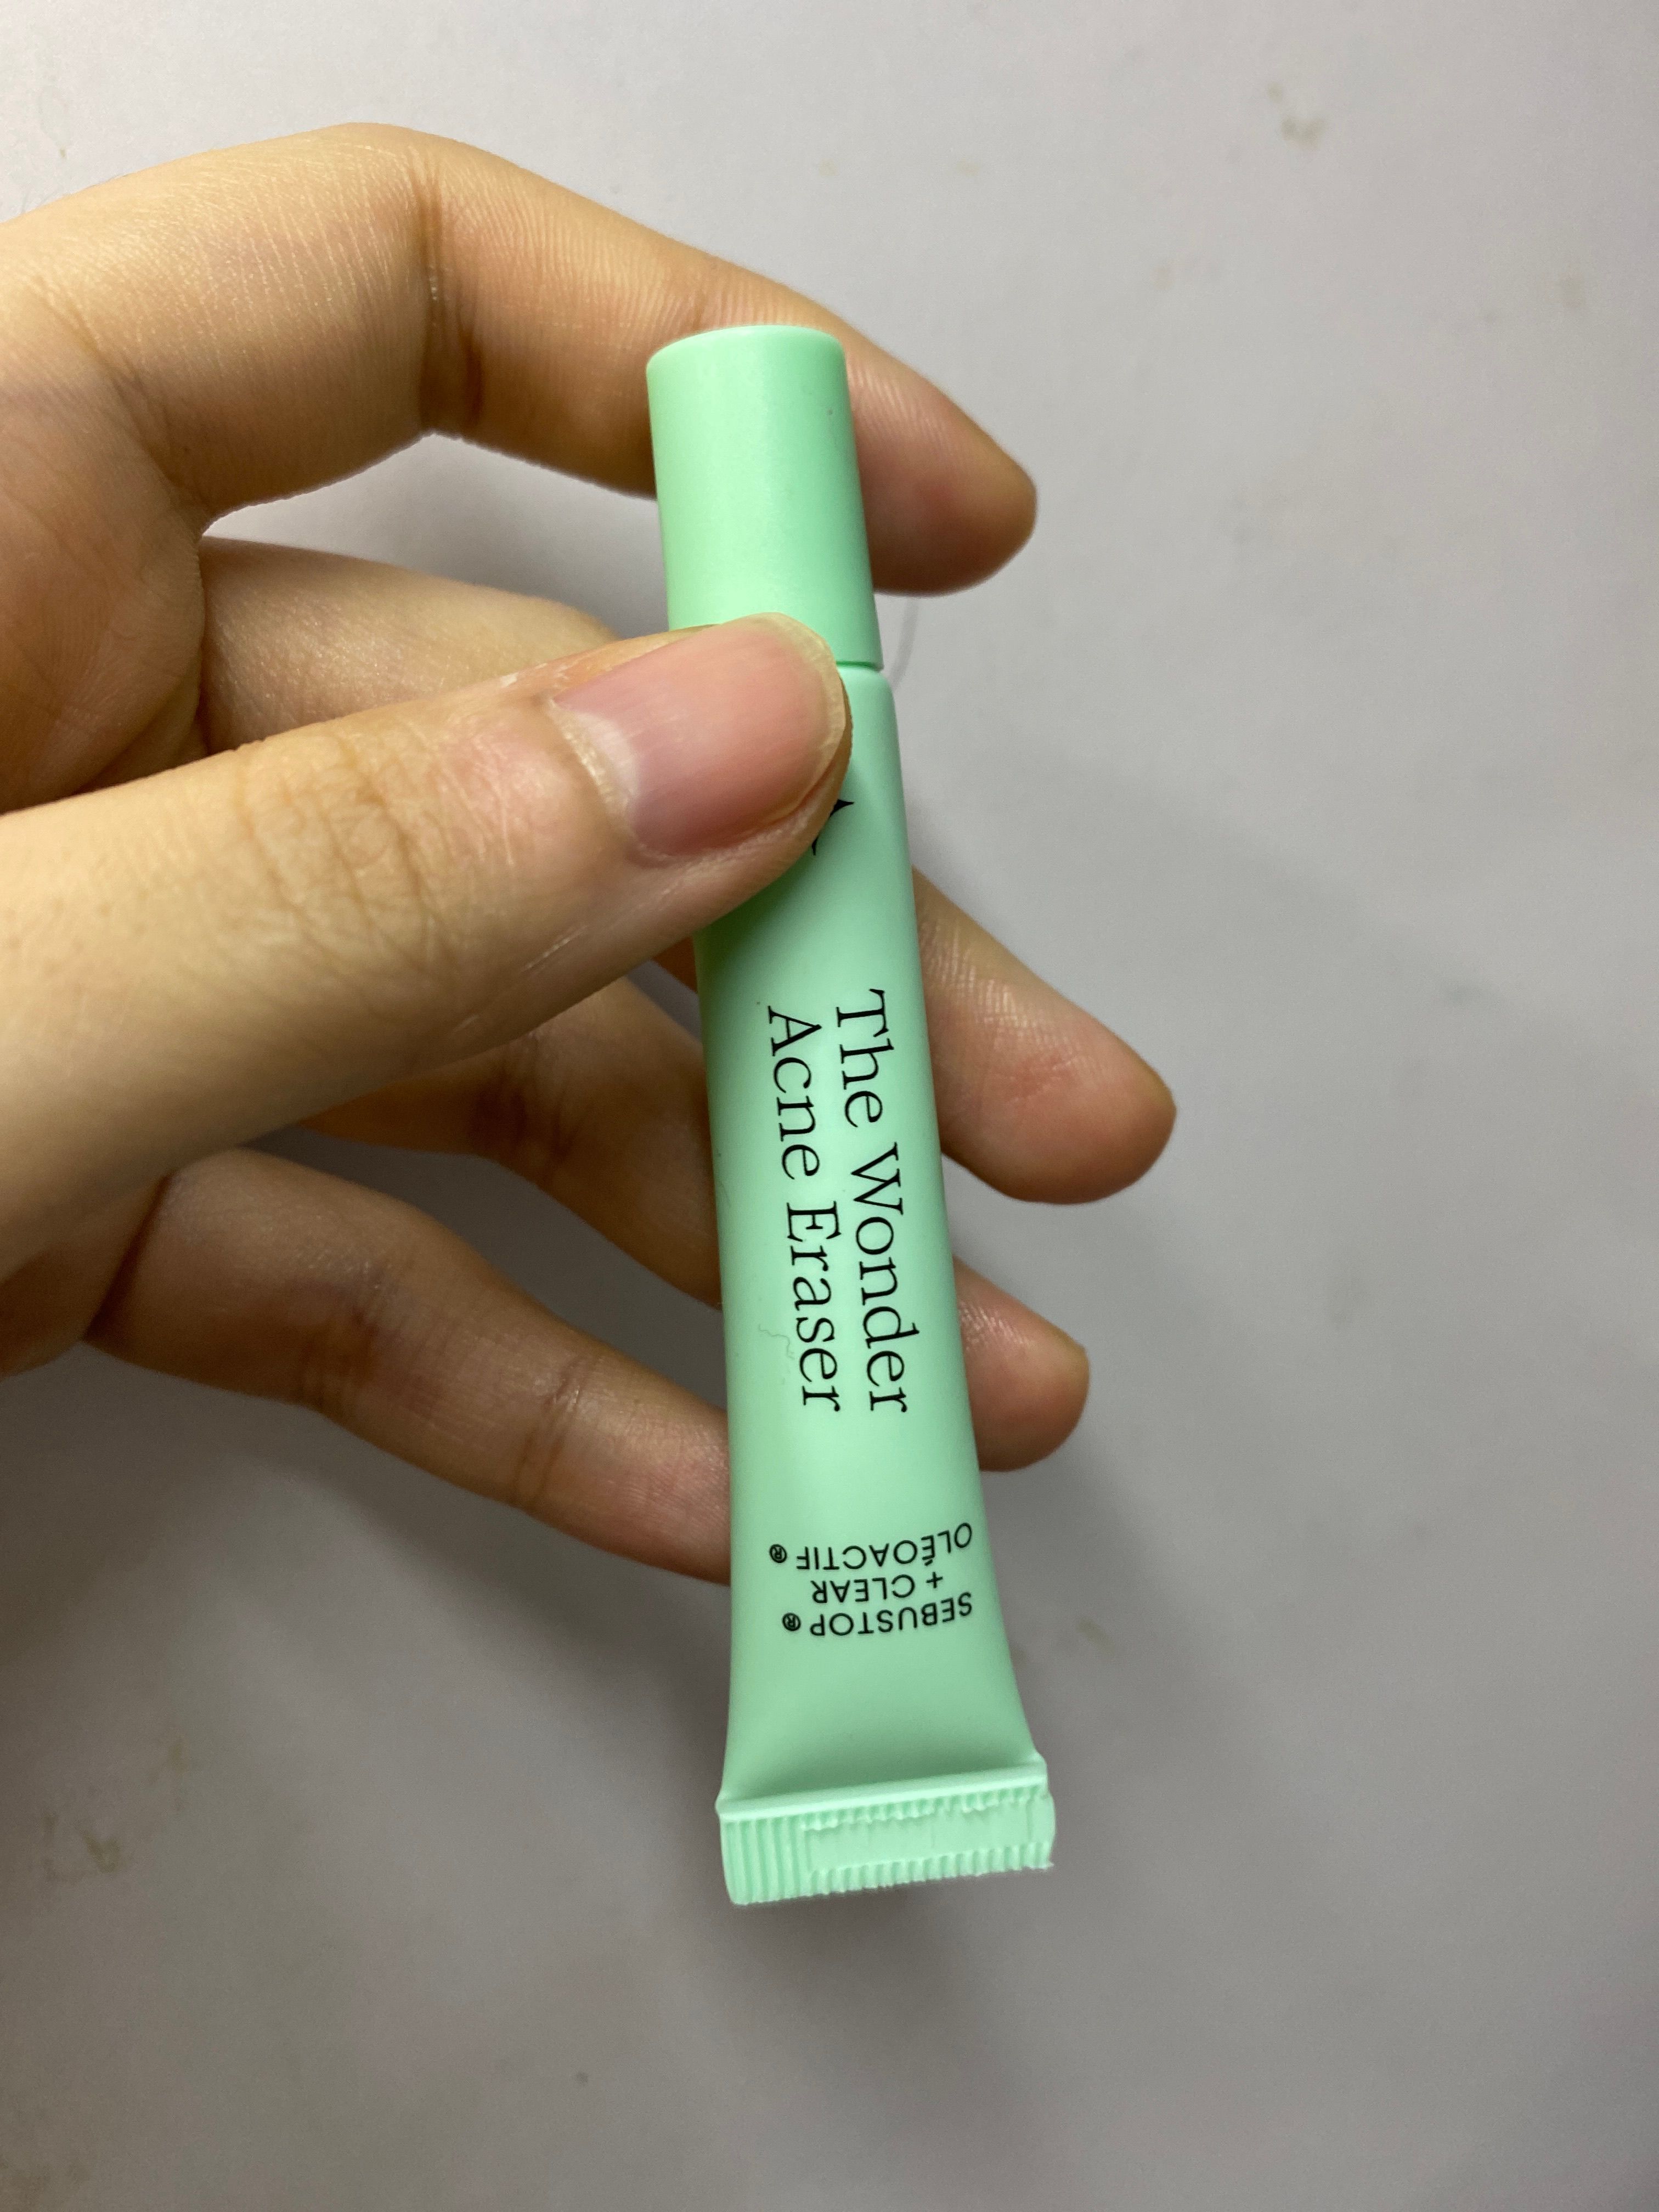 The Wonder
Acne Eraser
SEBUSTOP®
+ CLEAR
OLÉOACTIF®